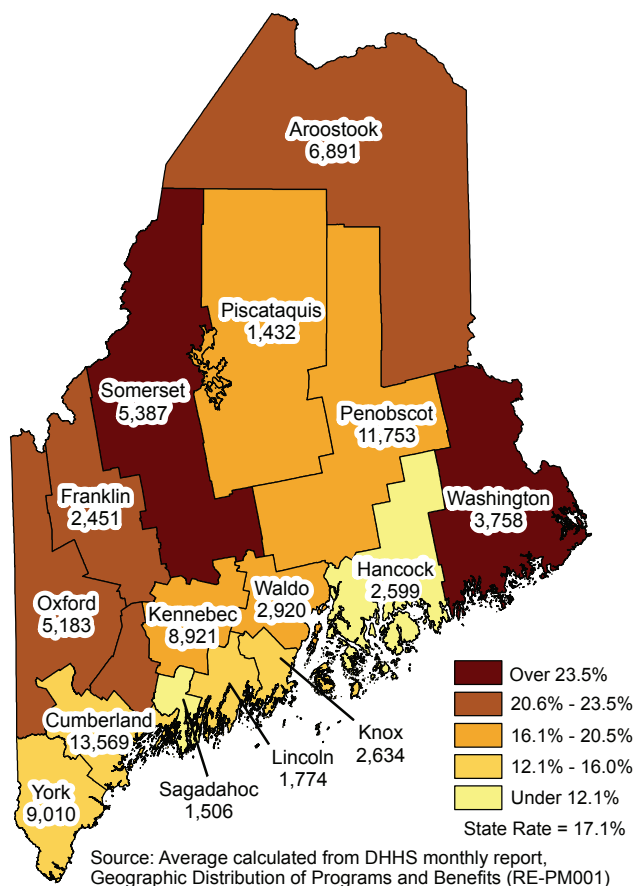 Aroostook
6,891
Piscataquis
1,432
Somerset
5,387
Penobscot
11,753
Franklin
2,451
Washington
3,758
Hancock
2,599
Waldo
2,920
Oxford
5,183
Kennebec
8,921
Cumberland
13,569
Knox
2,634
Lincoln
1,774
Sagadahoc
1,506
York
9,010
Over 23.5%
20.6% - 23.5%
16.1% - 20.5%
12.1% - 16.0%
Under 12.1%
State Rate = 17.1%
Source: Average calculated from DHHS monthly report,
Geographic Distribution of Programs and Benefits (RE-PM001)